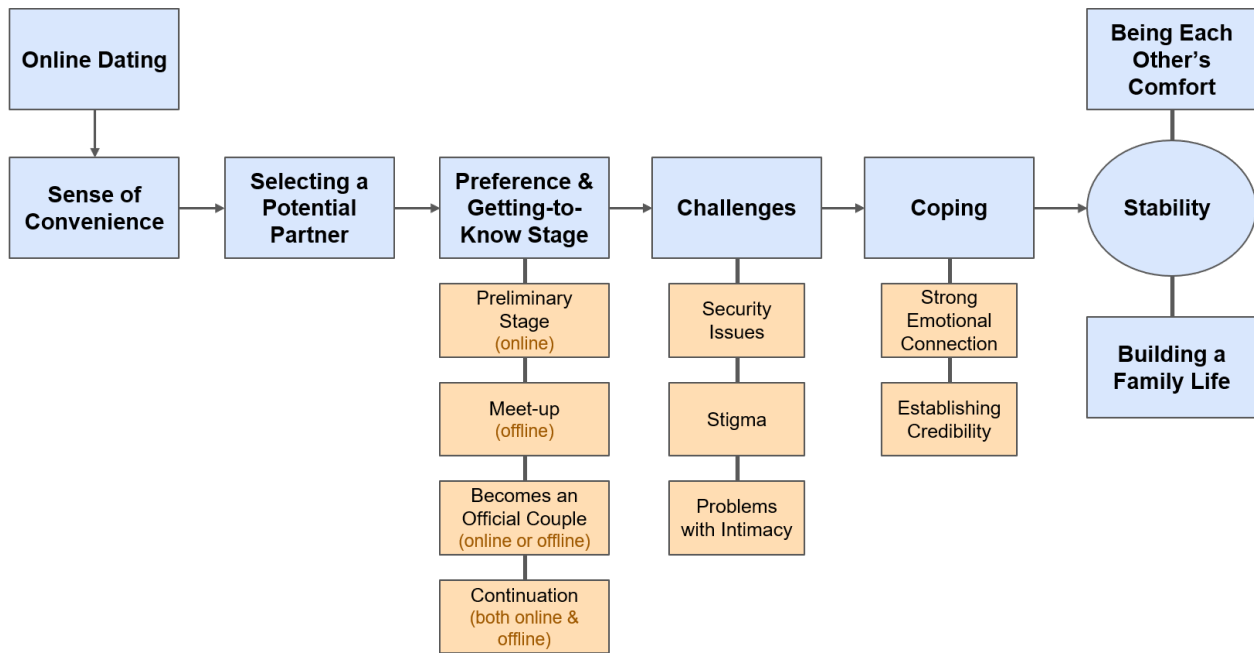 Online Dating
Sense of
Convenience
Selecting a
Potential
Partner
Preference &
Getting-to-
Know Stage
Preliminary
Stage
(online)
Meet-up
(offline)
Becomes an
Official Couple
(online or offline)
Continuation
(both online &
offline)
Challenges
Security
Issues
Stigma
Problems
with Intimacy
Coping
Strong
Emotional
Connection
Establishing
Credibility
Being Each
Other’s
Comfort
Stability
Building a
Family Life